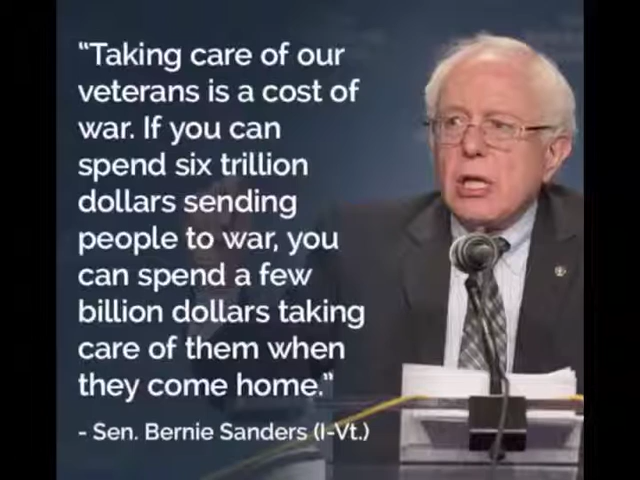 “Taking care of our
veterans is a cost of
war. If you can
spend six trillion
dollars sending
people to war, you
can spend a few
billion dollars taking
care of them when
they come home.”
- Sen. Bernie Sanders (I-Vt.)